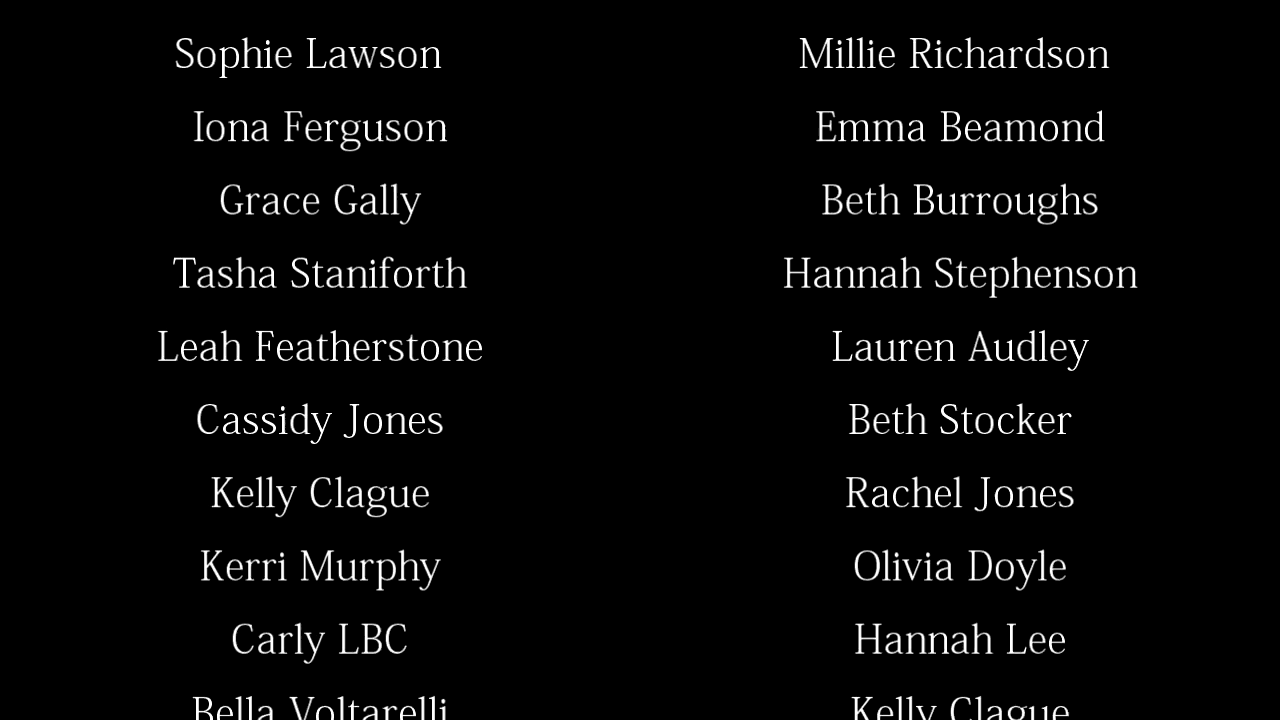 Sophie Lawson
Millie Richardson
Iona Ferguson
Emma Beamond
Grace Gally
Beth Burroughs
Tasha Staniforth
Hannah Stephenson
Leah Featherstone
Lauren Audley
Cassidy Jones
Beth Stocker
Kelly Clague
Rachel Jones
Kerri Murphy
Olivia Doyle
Carly LBC
Hannah Lee
Bella Voltarelli
Kelly Clague